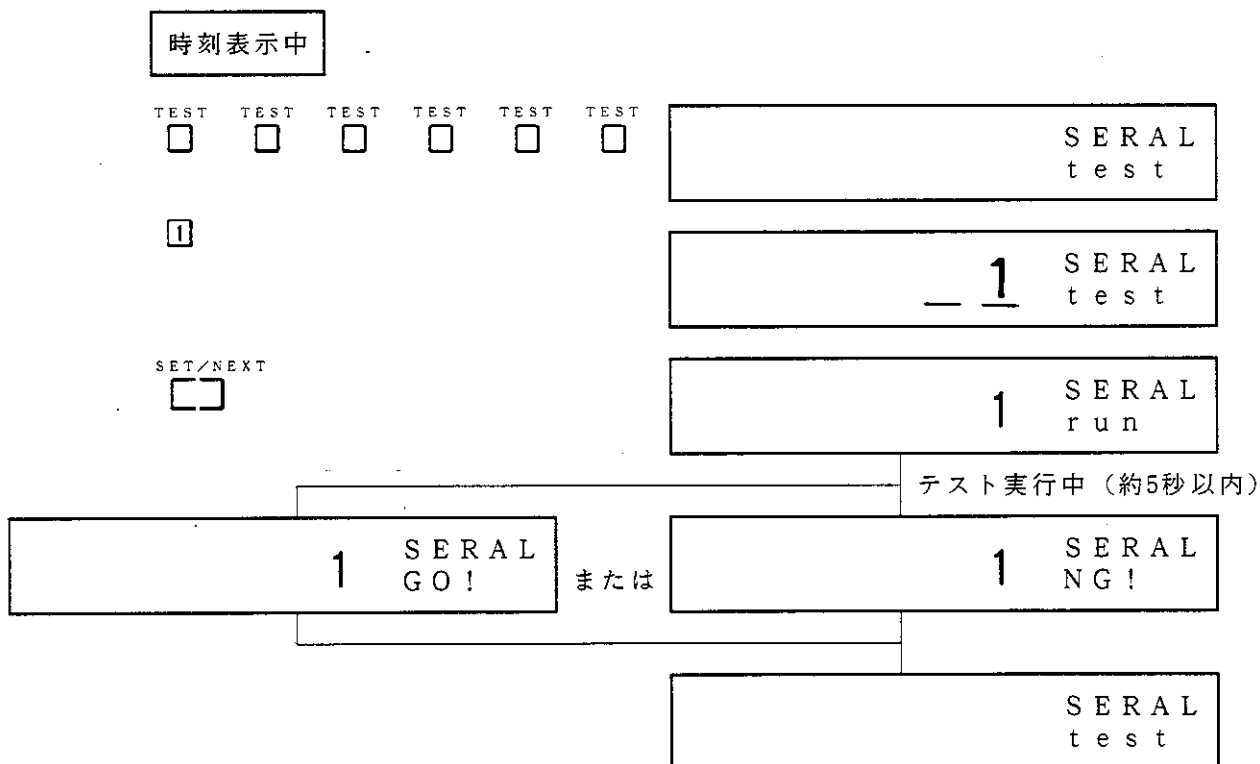 時刻表示中
TEST TEST TEST TEST TEST TEST
SERAL
test
1
1 SERAL
test
SET/NEXT
1 SERAL
run
テスト実行中 (約5秒以内)
1 SERAL
GO!
または
1 SERAL
NG!
SERAL
test